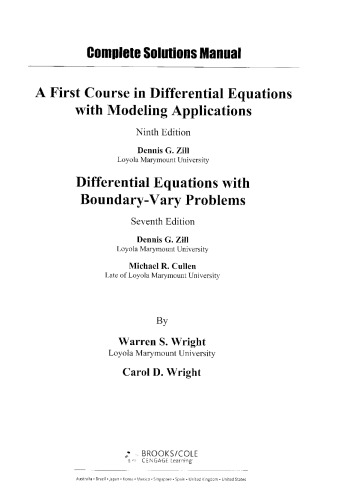 Complete Solutions Manual
A First Course in Differential Equations
with Modeling Applications
Ninth Edition
Dennis G. Zill
Loyola Marymount University
Differential Equations with
Boundary-Vary Problems
Seventh Edition
Dennis G. Zill
Loyola Marymount University
Michael R. Cullen
Late of Loyola Marymount University
By
Warren S. Wright
Loyola Marymount University
Carol D. Wright
BROOKS/COLE
CENGAGE Learning
Australia • Brazil • Japan • Korea • Mexico • Singapore • Spain • United Kingdom • United States